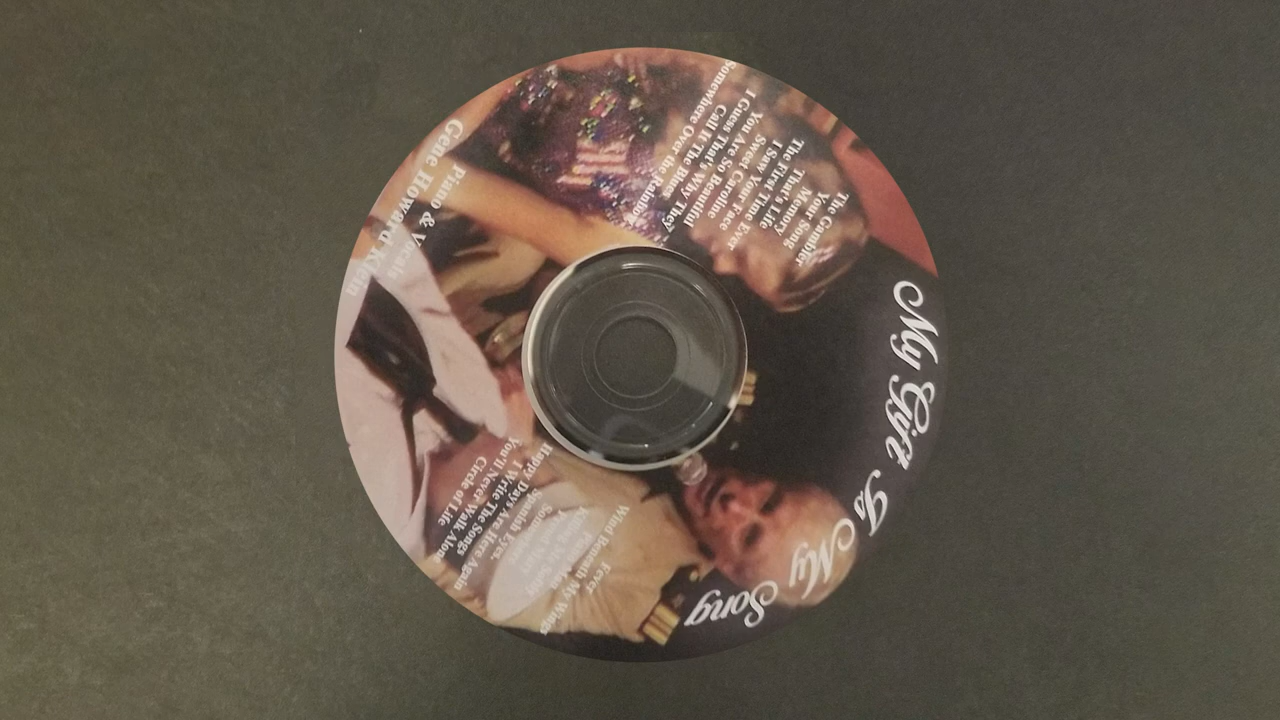 My Gift Is My Song
The Gambler
Your Song
Memory
That's Life
The First Time Ever
I Saw Your Face
Sweet Caroline
You Are So Beautiful
I Guess That's Why They
Call It The Blues
Somewhere Over the Rainbow
Wind Beneath My Wings
Fever
Spanish Eyes.
Happy Days Are Here Again
I Write The Songs
You'll Never Walk Alone
Circle of Life
Piano & Vocals
Gene Howard Klein